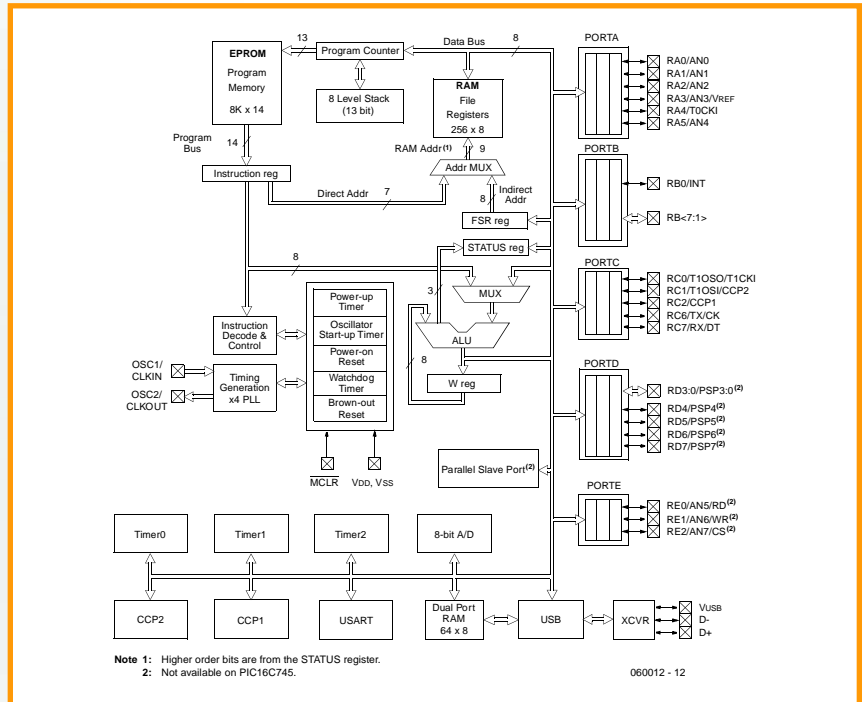 EPROM
Program
Memory
8K x 14
13
Program Counter
8 Level Stack
(13 bit)
Data Bus
8
RAM
File
Registers
256 x 8
RAM Addr(1)
9
Addr MUX
Program
Bus
14
Instruction reg
Direct Addr
7
8
Indirect
Addr
FSR reg
STATUS reg
8
3
MUX
ALU
8
W reg
Power-up
Timer
Oscillator
Start-up Timer
Power-on
Reset
Watchdog
Timer
Brown-out
Reset
Instruction
Decode &
Control
OSC1/
CLKIN
OSC2/
CLKOUT
Timing
Generation
x4 PLL
MCLR
VDD, VSS
Parallel Slave Port(2)
PORTA
RA0/AN0
RA1/AN1
RA2/AN2
RA3/AN3/VREF
RA4/T0CKI
RA5/AN4
PORTB
RB0/INT
RB<7:1>
PORTC
RC0/T1OSO/T1CKI
RC1/T1OSI/CCP2
RC2/CCP1
RC6/TX/CK
RC7/RX/DT
PORTD
RD3:0/PSP3:0(2)
RD4/PSP4(2)
RD5/PSP5(2)
RD6/PSP6(2)
RD7/PSP7(2)
PORTE
RE0/AN5/RD(2)
RE1/AN6/WR(2)
RE2/AN7/CS(2)
Timer0
Timer1
Timer2
8-bit A/D
CCP2
CCP1
USART
Dual Port
RAM
64 x 8
USB
XCVR
VUSB
D-
D+
Note 1: Higher order bits are from the STATUS register.
2: Not available on PIC16C745.
060012 - 12